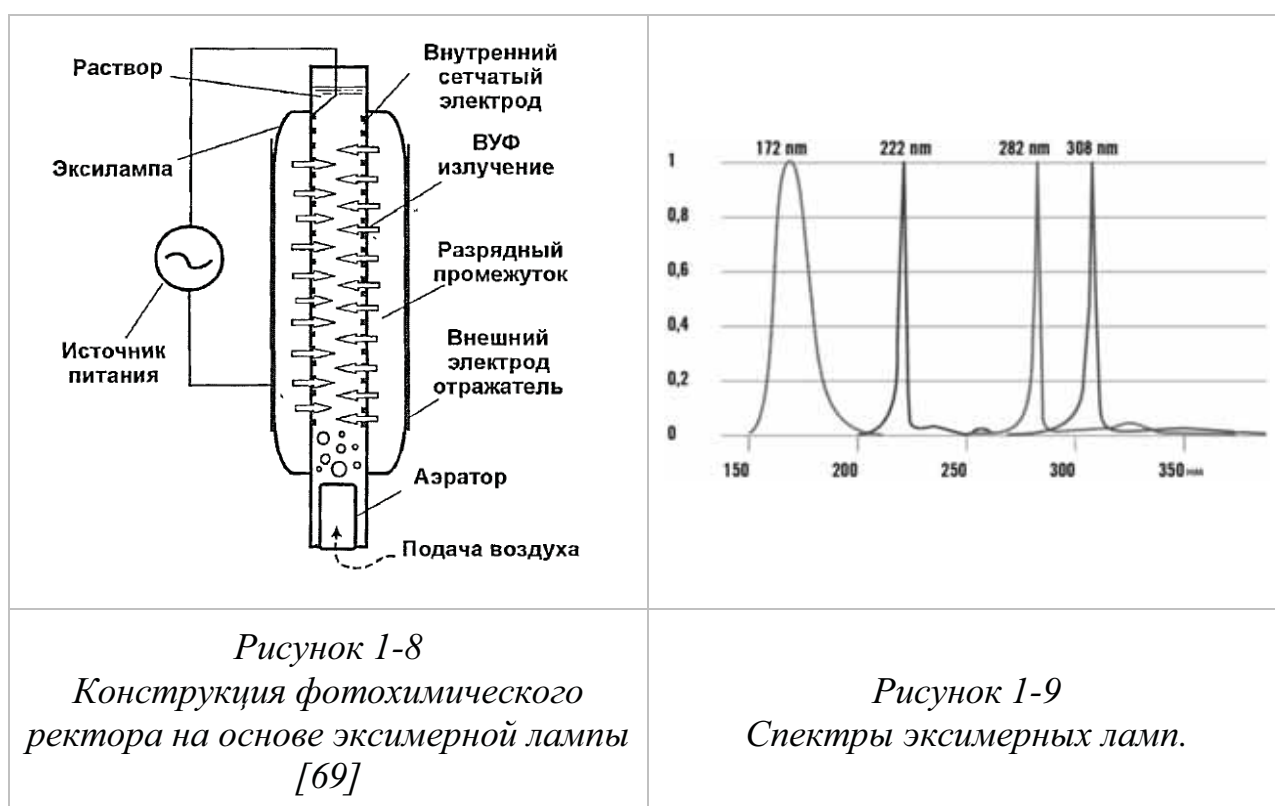 Раствор
Эксилампа
Источник
питания
Внутренний
сетчатый
электрод
ВУФ
излучение
Разрядный
промежуток
Внешний
электрод
отражатель
Аэратор
Подача воздуха
172 nm 222 nm 282 nm 308 nm
1
0,8
0,6
0,4
0,2
0
150 200 250 300 350
Рисунок 1-8
Конструкция фотохимического
ректора на основе эксимерной лампы
[69]
Рисунок 1-9
Спектры эксимерных ламп.